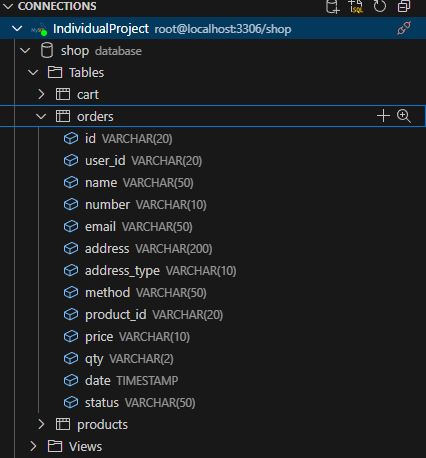 CONNECTIONS
IndividualProject root@localhost:3306/shop
shop database
Tables
cart
orders
id VARCHAR(20)
user_id VARCHAR(20)
name VARCHAR(50)
number VARCHAR(10)
email VARCHAR(50)
address VARCHAR(200)
address_type VARCHAR(10)
method VARCHAR(50)
product_id VARCHAR(20)
price VARCHAR(10)
qty VARCHAR(2)
date TIMESTAMP
status VARCHAR(50)
products
Views